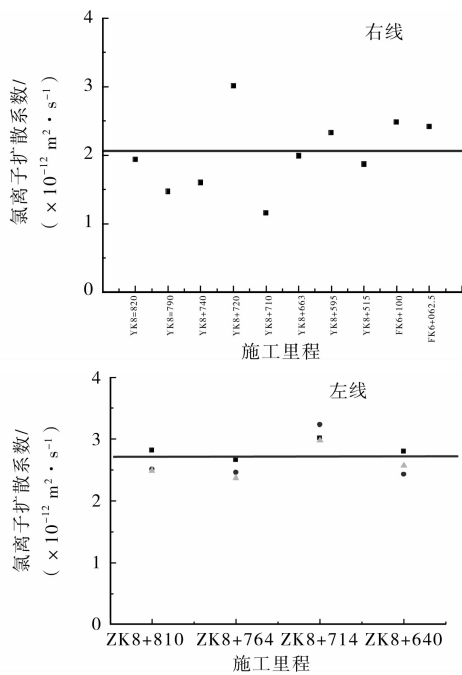 右线
4
3
2
1
0
氯离子扩散系数/
(×10⁻¹² m²·s⁻¹)
YK8=820
YK8=790
YK8+740
YK8+720
YK8+710
YK8+663
YK8+595
YK8+515
FK6+100
FK6+062.5
施工里程
左线
4
3
2
1
0
氯离子扩散系数/
(×10⁻¹² m²·s⁻¹)
ZK8+810 ZK8+764 ZK8+714 ZK8+640
施工里程